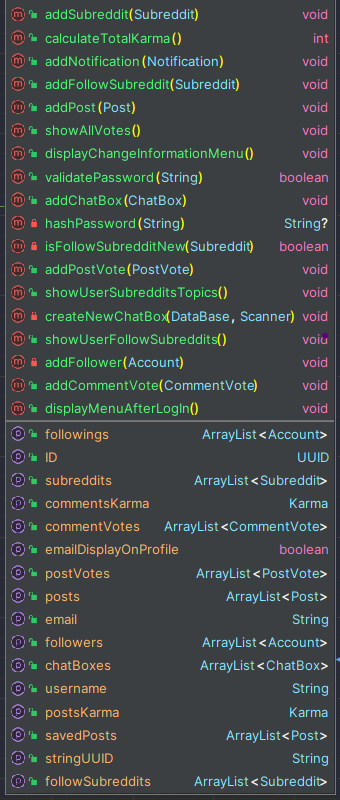 addSubreddit(Subreddit) void
calculateTotalKarma() int
addNotification(Notification) void
addFollowSubreddit(Subreddit) void
addPost(Post) void
showAllVotes() void
displayChangeInformationMenu() void
validatePassword(String) boolean
addChatBox(ChatBox) void
hashPassword(String) String?
isFollowSubredditNew(Subreddit) boolean
addPostVote(PostVote) void
showUserSubredditsTopics() void
createNewChatBox(DataBase, Scanner) void
showUserFollowSubreddits() void
addFollower(Account) void
addCommentVote(CommentVote) void
displayMenuAfterLogIn() void
followings ArrayList<Account>
ID UUID
subreddits ArrayList<Subreddit>
commentsKarma Karma
commentVotes ArrayList<CommentVote>
emailDisplayOnProfile boolean
postVotes ArrayList<PostVote>
posts ArrayList<Post>
email String
followers ArrayList<Account>
chatBoxes ArrayList<ChatBox>
username String
postsKarma Karma
savedPosts ArrayList<Post>
stringUUID String
followSubreddits ArrayList<Subreddit>